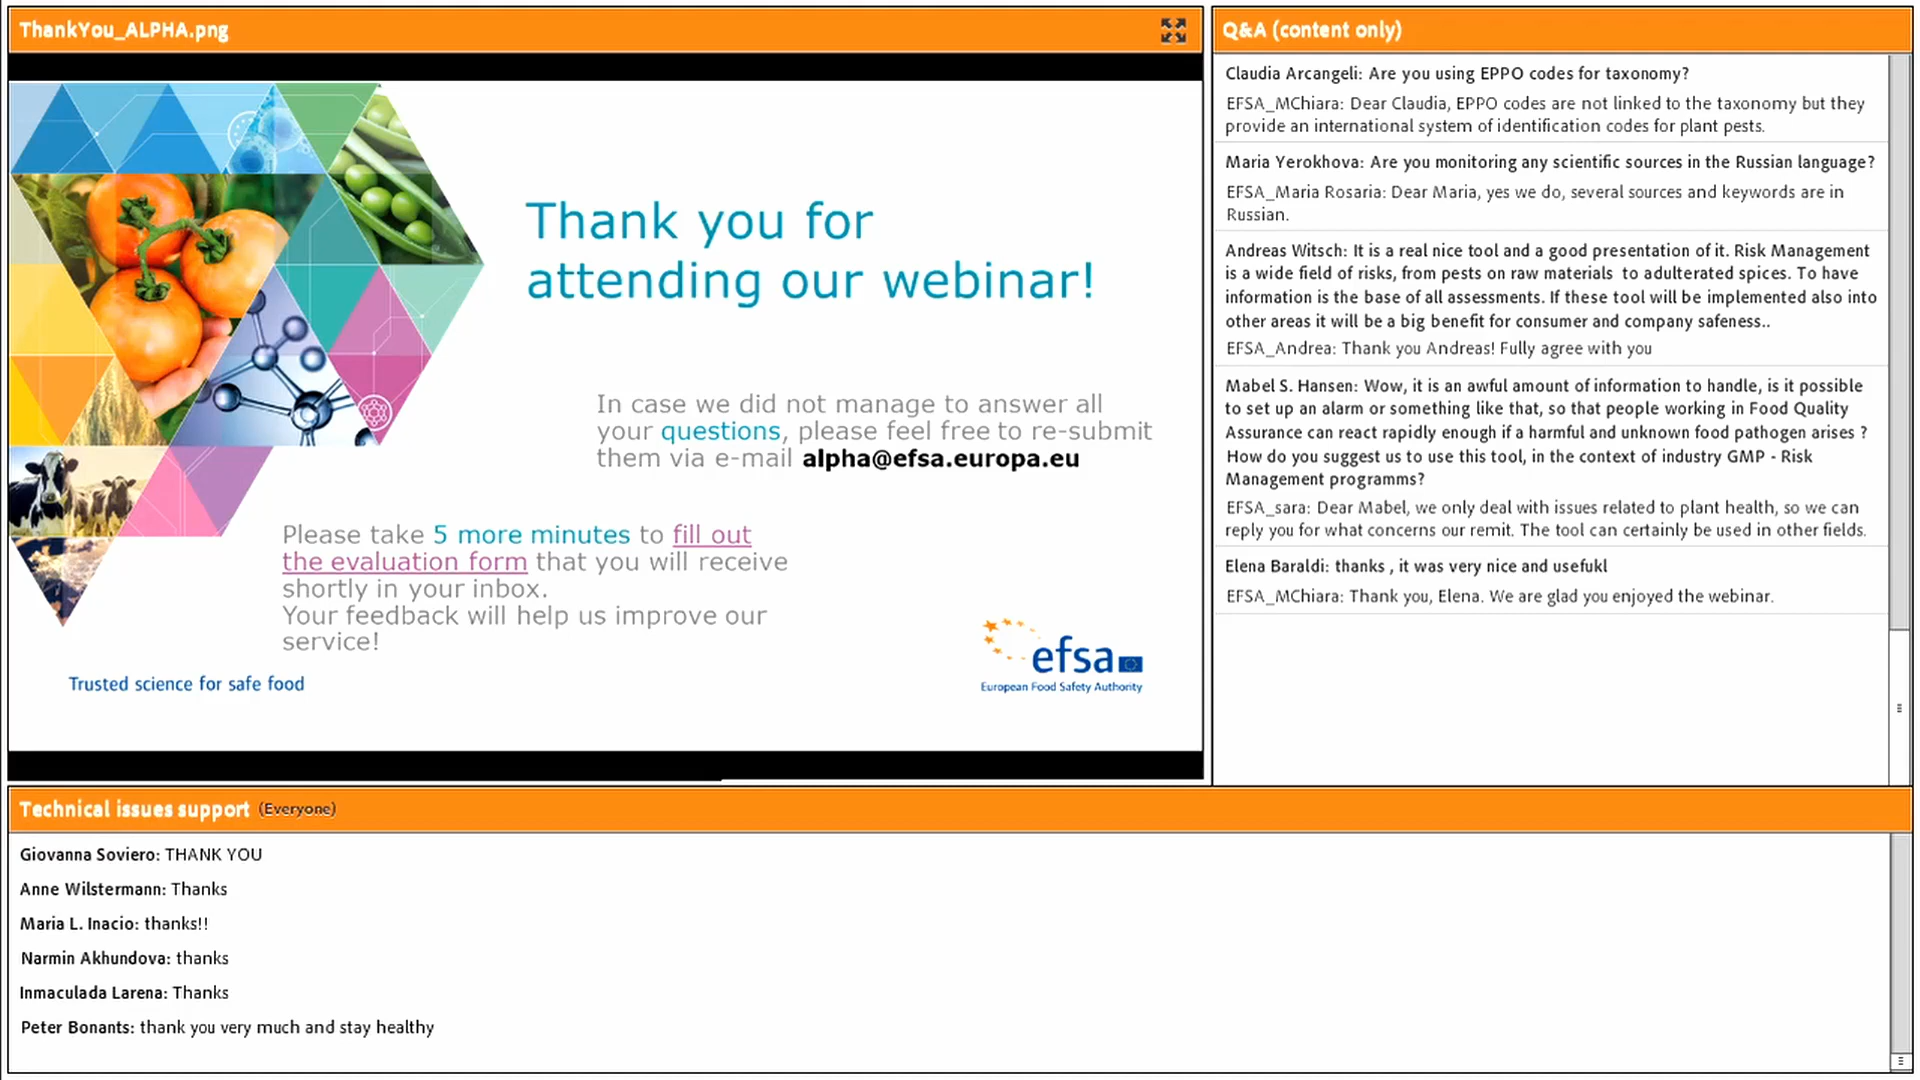 ThankYou_ALPHA.png
Thank you for
attending our webinar!
In case we did not manage to answer all
your questions, please feel free to re-submit
them via e-mail alpha@efsa.europa.eu
Please take 5 more minutes to fill out
the evaluation form that you will receive
shortly in your inbox.
Your feedback will help us improve our
service!
Trusted science for safe food
efsa
European Food Safety Authority
Q&A (content only)
Claudia Arcangeli: Are you using EPPO codes for taxonomy?
EFSA_MChiara: Dear Claudia, EPPO codes are not linked to the taxonomy but they
provide an international system of identification codes for plant pests.
Maria Yerokhova: Are you monitoring any scientific sources in the Russian language?
EFSA_Maria Rosaria: Dear Maria, yes we do, several sources and keywords are in
Russian.
Andreas Witsch: It is a real nice tool and a good presentation of it. Risk Management
is a wide field of risks, from pests on raw materials  to adulterated spices. To have
information is the base of all assessments. If these tool will be implemented also into
other areas it will be a big benefit for consumer and company safeness..
EFSA_Andrea: Thank you Andreas! Fully agree with you
Mabel S. Hansen: Wow, it is an awful amount of information to handle, is it possible
to set up an alarm or something like that, so that people working in Food Quality
Assurance can react rapidly enough if a harmful and unknown food pathogen arises ?
How do you suggest us to use this tool, in the context of industry GMP - Risk
Management programms?
EFSA_sara: Dear Mabel, we only deal with issues related to plant health, so we can
reply you for what concerns our remit. The tool can certainly be used in other fields.
Elena Baraldi: thanks , it was very nice and usefukl
EFSA_MChiara: Thank you, Elena. We are glad you enjoyed the webinar.
Technical issues support (Everyone)
Giovanna Soviero: THANK YOU
Anne Wilstermann: Thanks
Maria L. Inacio: thanks!!
Narmin Akhundova: thanks
Inmaculada Larena: Thanks
Peter Bonants: thank you very much and stay healthy